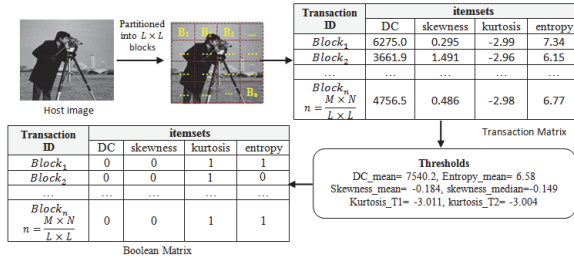 Host image
Partitioned
into L×L
blocks
B₁ B₂ B₃ ...
... ... ... ...
... Bₙ
Transaction ID itemsets
DC skewness kurtosis entropy
Block₁ 6275.0 0.295 -2.99 7.34
Block₂ 3661.9 1.491 -2.96 6.15
... ... ... ... ...
Blockₙ
n = M × N / L × L 4756.5 0.486 -2.98 6.77
Transaction Matrix
Thresholds
DC_mean= 7540.2, Entropy_mean= 6.58
Skewness_mean= -0.184, skewness_median=-0.149
Kurtosis_T1= -3.011, kurtosis_T2= -3.004
Transaction ID itemsets
DC skewness kurtosis entropy
Block₁ 0 0 1 1
Block₂ 0 0 1 0
... ... ... ... ...
Blockₙ
n = M × N / L × L 0 0 1 1
Boolean Matrix